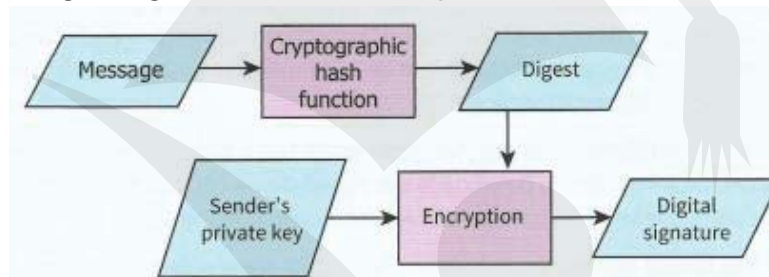 Message
Cryptographic
hash
function
Digest
Sender's
private key
Encryption
Digital
signature